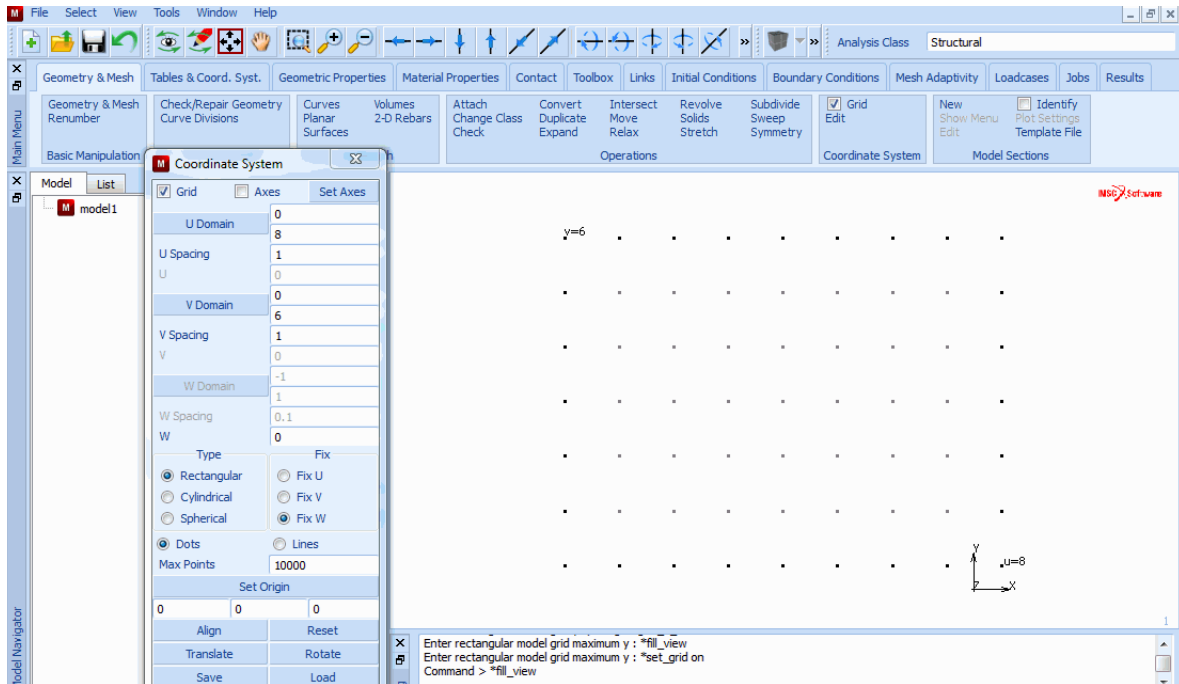 File Select View Tools Window Help
» » Analysis Class Structural
Geometry & Mesh Tables & Coord. Syst. Geometric Properties Material Properties Contact Toolbox Links Initial Conditions Boundary Conditions Mesh Adaptivity Loadcases Jobs Results
Main Menu
Geometry & Mesh Check/Repair Geometry Curves Volumes Attach Convert Intersect Revolve Subdivide Grid New Identify
Renumber Curve Divisions Planar 2-D Rebars Change Class Duplicate Move Solids Sweep Edit Show Menu Plot Settings
Surfaces Check Expand Relax Stretch Symmetry Edit Template File
Basic Manipulation h Operations Coordinate System Model Sections
Model List
model1
Coordinate System
Grid Axes Set Axes
U Domain 0
8
U Spacing 1
U 0
V Domain 0
6
V Spacing 1
V 0
W Domain -1
1
W Spacing 0.1
W 0
Type Fix
Rectangular Fix U
Cylindrical Fix V
Spherical Fix W
Dots Lines
Max Points 10000
Set Origin
0 0 0
Align Reset
Translate Rotate
Save Load
MSC Software
y=6
u=8
Y
Z X
1
Model Navigator
Enter rectangular model grid maximum y : *fill_view
Enter rectangular model grid maximum y : *set_grid on
Command > *fill_view